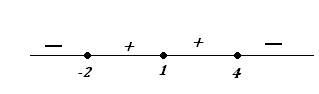 — + + —
-2 1 4